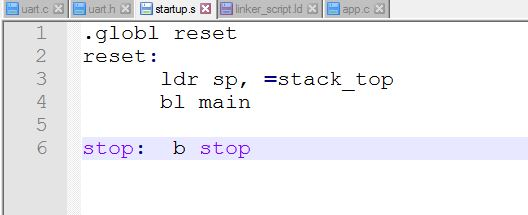 uart.c uart.h startup.s linker_script.ld app.c
1 .globl reset
2 reset:
3 ldr sp, =stack_top
4 bl main
5
6 stop: b stop